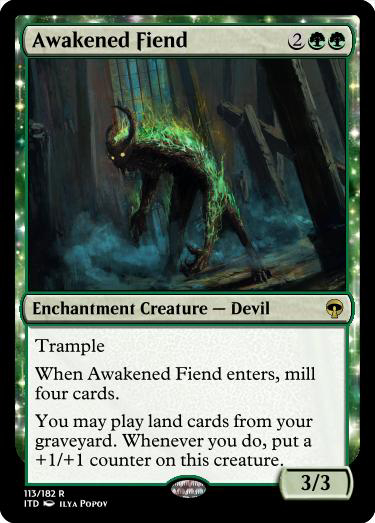 Awakened Fiend 2
Enchantment Creature — Devil
Trample
When Awakened Fiend enters, mill
four cards.
You may play land cards from your
graveyard. Whenever you do, put a
+1/+1 counter on this creature.
3/3
113/182 R
ITD ILYA POPOV